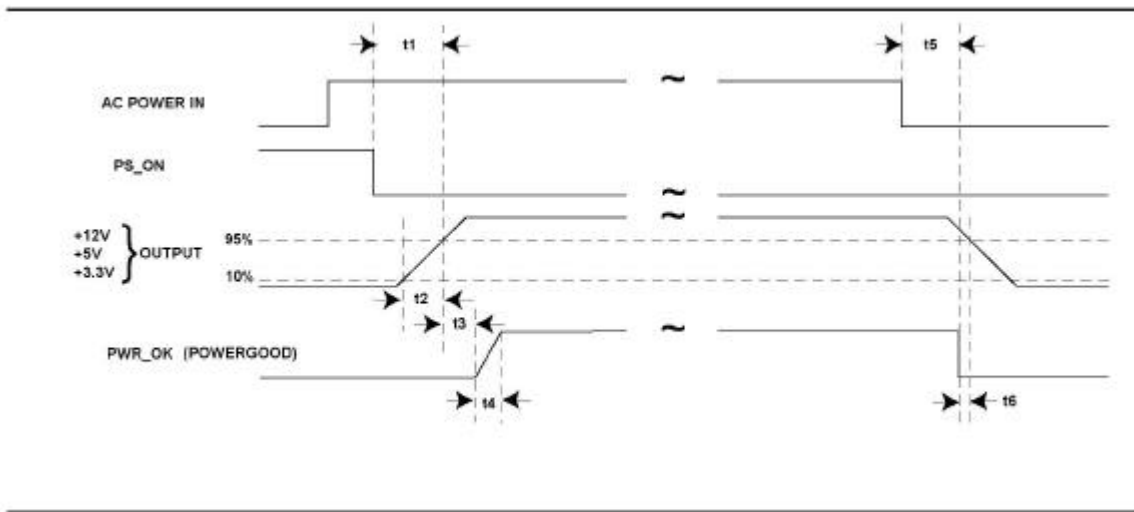 t1
t5
AC POWER IN
~
PS_ON
~
+12V
+5V
+3.3V
} OUTPUT
95%
10%
~
t2
t3
PWR_OK (POWERGOOD)
~
t4
t6